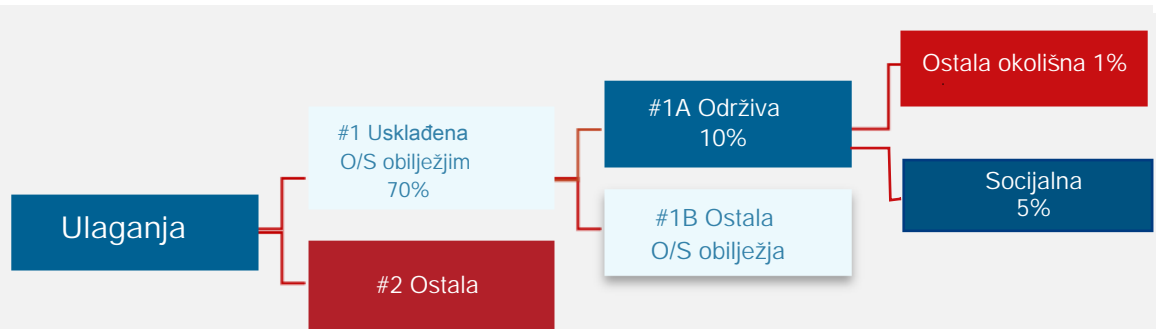 Ulaganja
#1 Usklađena
O/S obilježjim
70%
#2 Ostala
#1A Održiva
10%
#1B Ostala
O/S obilježja
Ostala okolišna 1%
Socijalna
5%